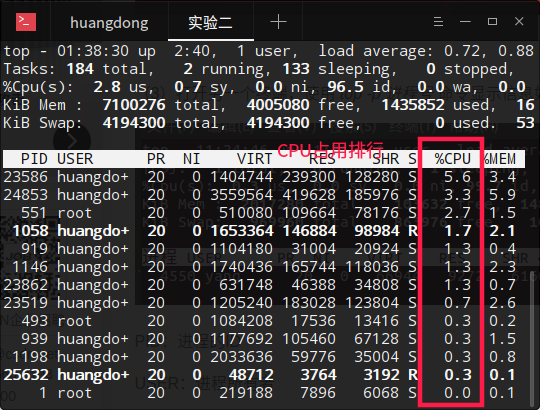 huangdong 实验二
top - 01:38:30 up 2:40, 1 user, load average: 0.72, 0.88
Tasks: 184 total, 2 running, 133 sleeping, 0 stopped,
%Cpu(s): 2.8 us, 0.7 sy, 0.0 ni, 96.5 id, 0.0 wa, 0.0
KiB Mem : 7100276 total, 4005080 free, 1435852 used, 16
KiB Swap: 4194300 total, 4194300 free, 0 used, 53
CPU占用排行
PID USER PR NI VIRT RES SHR S %CPU %MEM
23586 huangdo+ 20 0 1404744 239300 128280 S 5.6 3.4
24853 huangdo+ 20 0 3559564 419628 185976 S 3.3 5.9
551 root 20 0 510080 109664 78176 S 2.7 1.5
1058 huangdo+ 20 0 1653364 146884 98984 R 1.7 2.1
919 huangdo+ 20 0 1104180 31004 20924 S 1.3 0.4
1145 huangdo+ 20 0 1740436 165744 118036 S 1.3 2.3
23862 huangdo+ 20 0 631748 46388 34808 S 1.3 0.7
23519 huangdo+ 20 0 1205240 183028 123804 S 0.7 2.6
493 root 20 0 1084208 17536 13416 S 0.3 0.2
939 huangdo+ 20 0 1177692 105460 67128 S 0.3 1.5
1198 huangdo+ 20 0 2033636 59776 35004 S 0.3 0.8
25632 huangdo+ 20 0 48712 3764 3192 R 0.3 0.1
1 root 20 0 219188 7896 6068 S 0.0 0.1